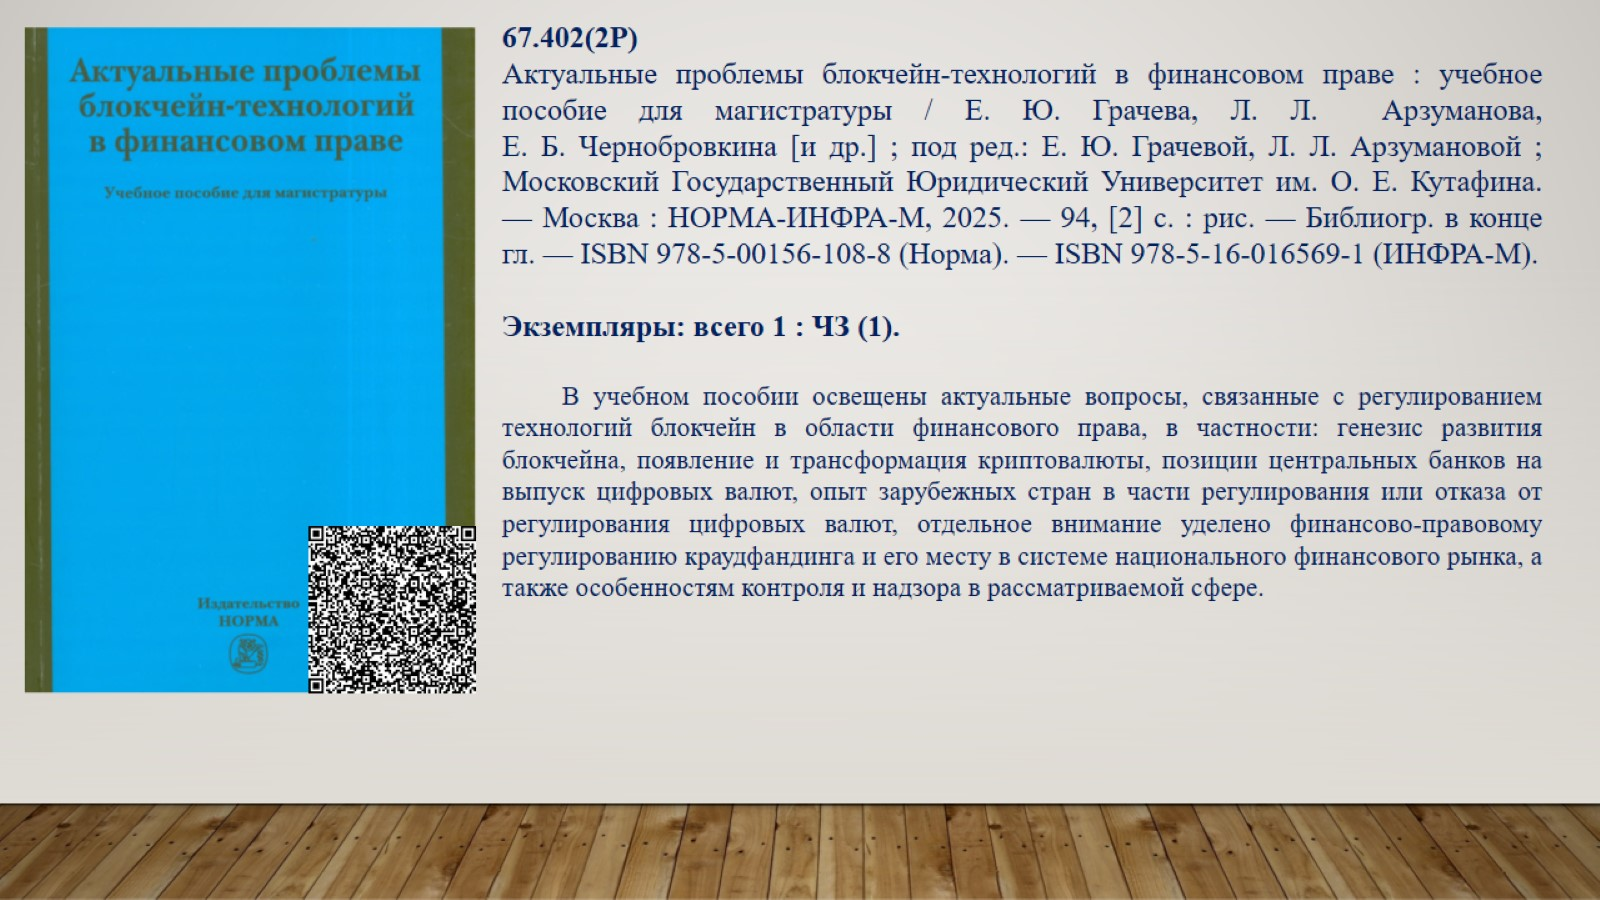 Актуальные проблемы
блокчейн-технологий
в финансовом праве
Учебное пособие для магистратуры
Издательство
НОРМА
67.402(2Р)
Актуальные проблемы блокчейн-технологий в финансовом праве : учебное
пособие для магистратуры / Е. Ю. Грачева, Л. Л. Арзуманова,
Е. Б. Чернобровкина [и др.] ; под ред.: Е. Ю. Грачевой, Л. Л. Арзумановой ;
Московский Государственный Юридический Университет им. О. Е. Кутафина.
— Москва : НОРМА-ИНФРА-М, 2025. — 94, [2] с. : рис. — Библиогр. в конце
гл. — ISBN 978-5-00156-108-8 (Норма). — ISBN 978-5-16-016569-1 (ИНФРА-М).
Экземпляры: всего 1 : ЧЗ (1).
В учебном пособии освещены актуальные вопросы, связанные с регулированием
технологий блокчейн в области финансового права, в частности: генезис развития
блокчейна, появление и трансформация криптовалюты, позиции центральных банков на
выпуск цифровых валют, опыт зарубежных стран в части регулирования или отказа от
регулирования цифровых валют, отдельное внимание уделено финансово-правовому
регулированию краудфандинга и его месту в системе национального финансового рынка, а
также особенностям контроля и надзора в рассматриваемой сфере.